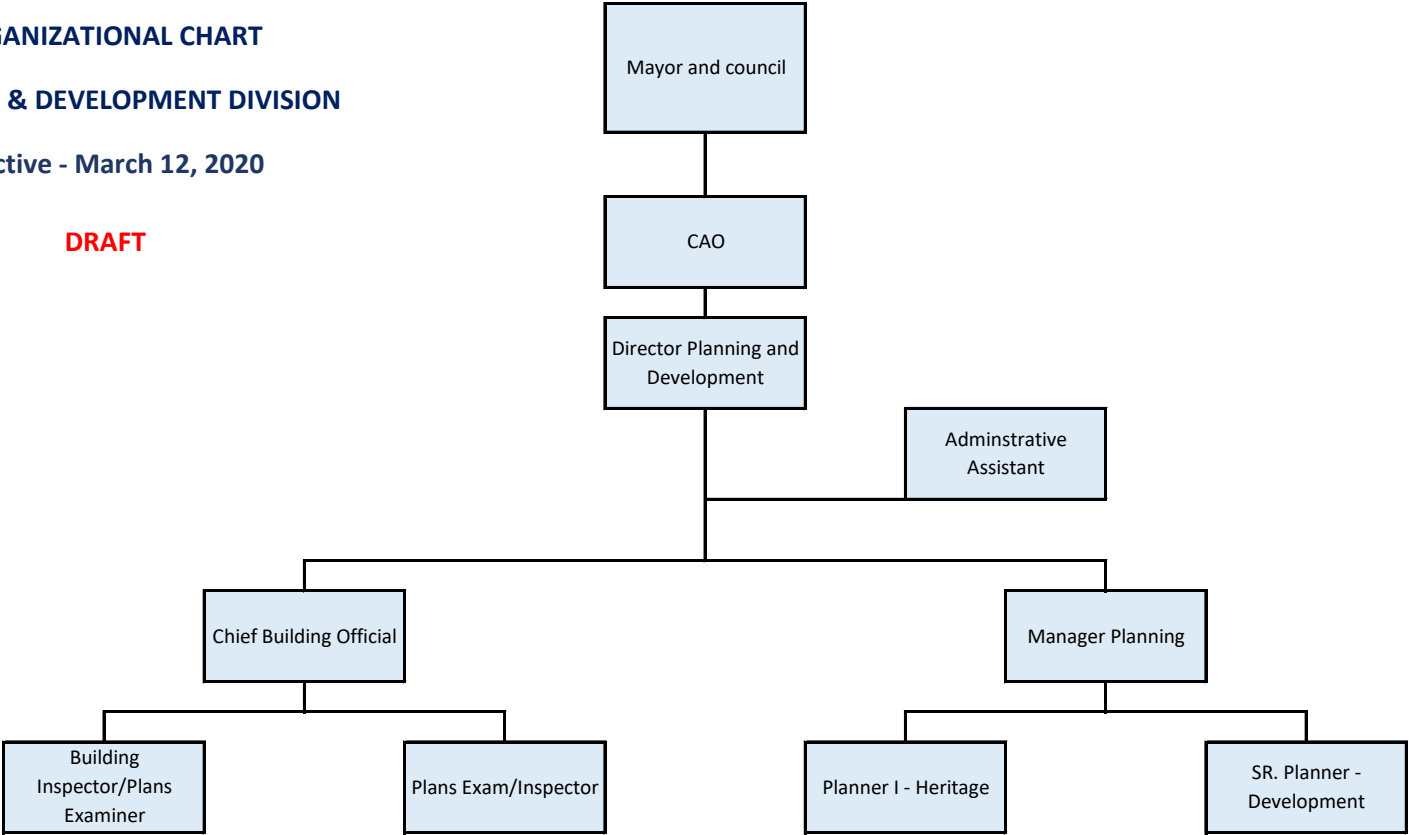 GANIZATIONAL CHART
& DEVELOPMENT DIVISION
ctive - March 12, 2020
DRAFT
Mayor and council
CAO
Director Planning and
Development
Adminstrative
Assistant
Chief Building Official
Manager Planning
Building
Inspector/Plans
Examiner
Plans Exam/Inspector
Planner I - Heritage
SR. Planner -
Development